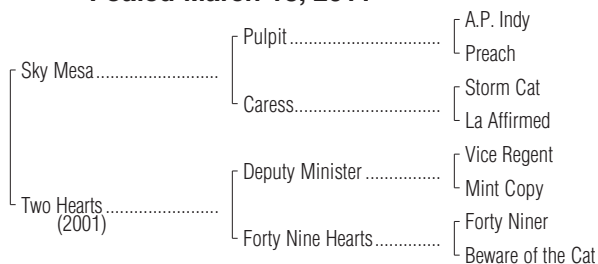 A.P. Indy
Pulpit
Preach
Sky Mesa
Storm Cat
Caress
La Affirmed
Vice Regent
Deputy Minister
Mint Copy
Two Hearts
(2001)
Forty Niner
Forty Nine Hearts
Beware of the Cat